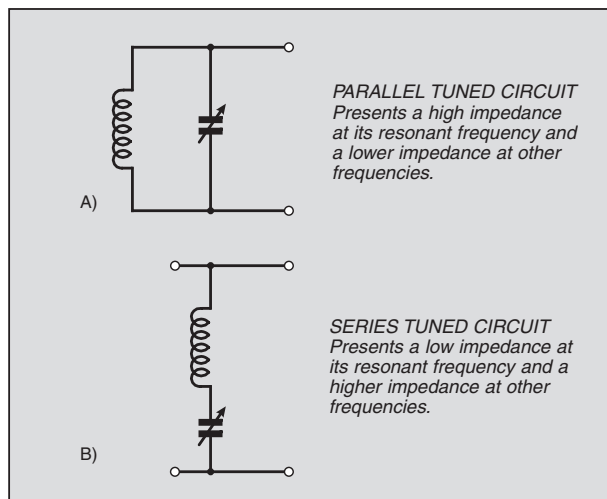 PARALLEL TUNED CIRCUIT
Presents a high impedance
at its resonant frequency and
a lower impedance at other
frequencies.
A)
SERIES TUNED CIRCUIT
Presents a low impedance at
its resonant frequency and a
higher impedance at other
frequencies.
B)